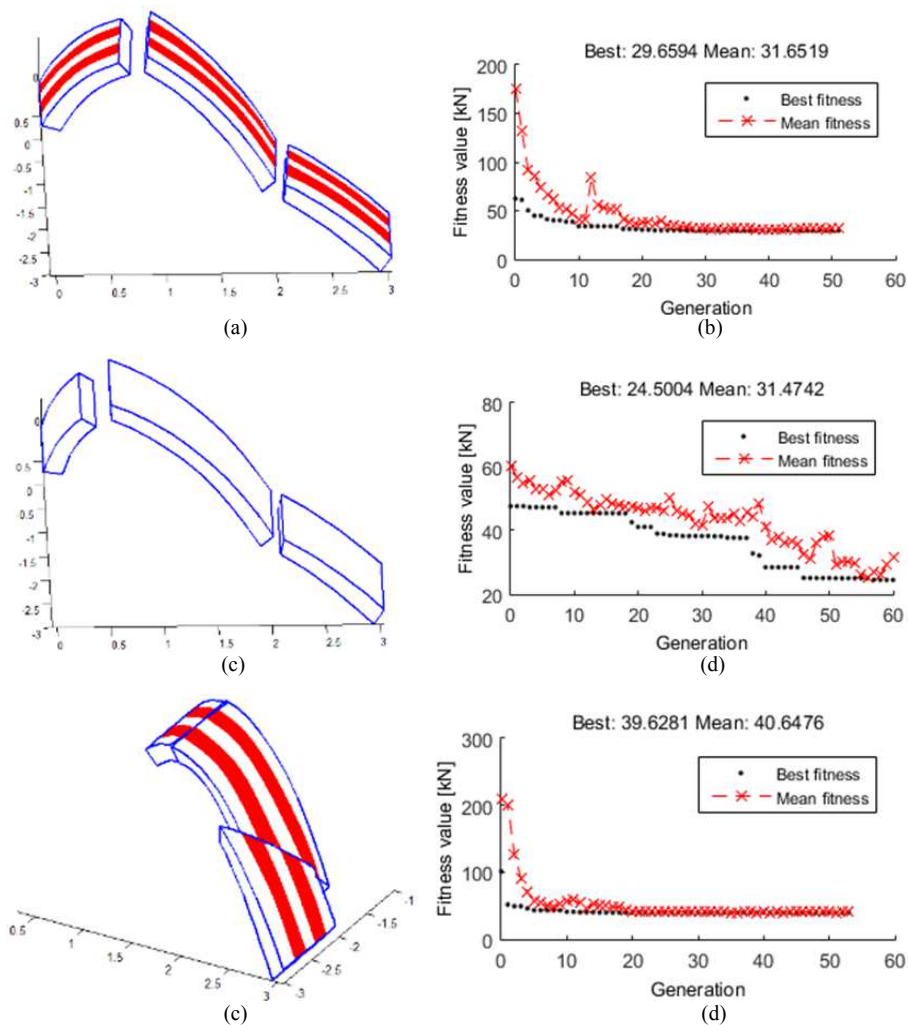 0
0.5
0
-0.5
-1
-1.5
-2
-2.5
-3
0
0.5
1
1.5
2
2.5
3
(a)
Best: 29.6594 Mean: 31.6519
Fitness value [kN]
200
150
100
50
0
Best fitness
Mean fitness
0 10 20 30 40 50 60
Generation
(b)
0
0.5
0
-0.5
-1
-1.5
-2
-2.5
-3
0
0.5
1
1.5
2
2.5
3
(c)
Best: 24.5004 Mean: 31.4742
Fitness value [kN]
80
60
40
20
Best fitness
Mean fitness
0 10 20 30 40 50 60
Generation
(d)
0.5
1
1.5
2
2.5
3
-3
-2.5
-2
-1.5
-1
(c)
Best: 39.6281 Mean: 40.6476
Fitness value [kN]
300
200
100
0
Best fitness
Mean fitness
0 10 20 30 40 50 60
Generation
(d)